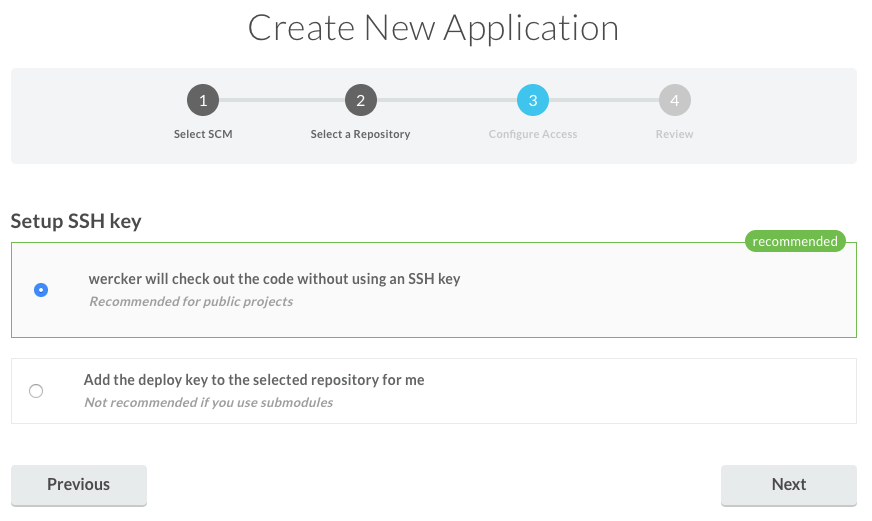 Create New Application
1
2
3
4
Select SCM
Select a Repository
Configure Access
Review
Setup SSH key
recommended
wercker will check out the code without using an SSH key
Recommended for public projects
Add the deploy key to the selected repository for me
Not recommended if you use submodules
Previous
Next